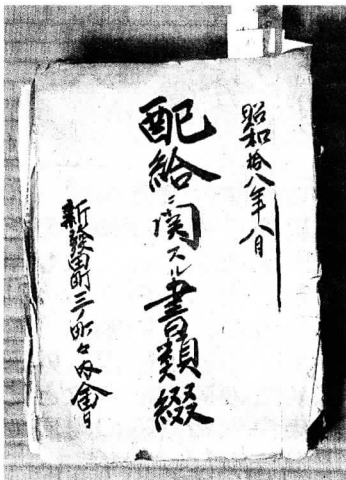 昭和拾八年八月
配給ニ関スル書類綴
新發田町三ノ町々内會